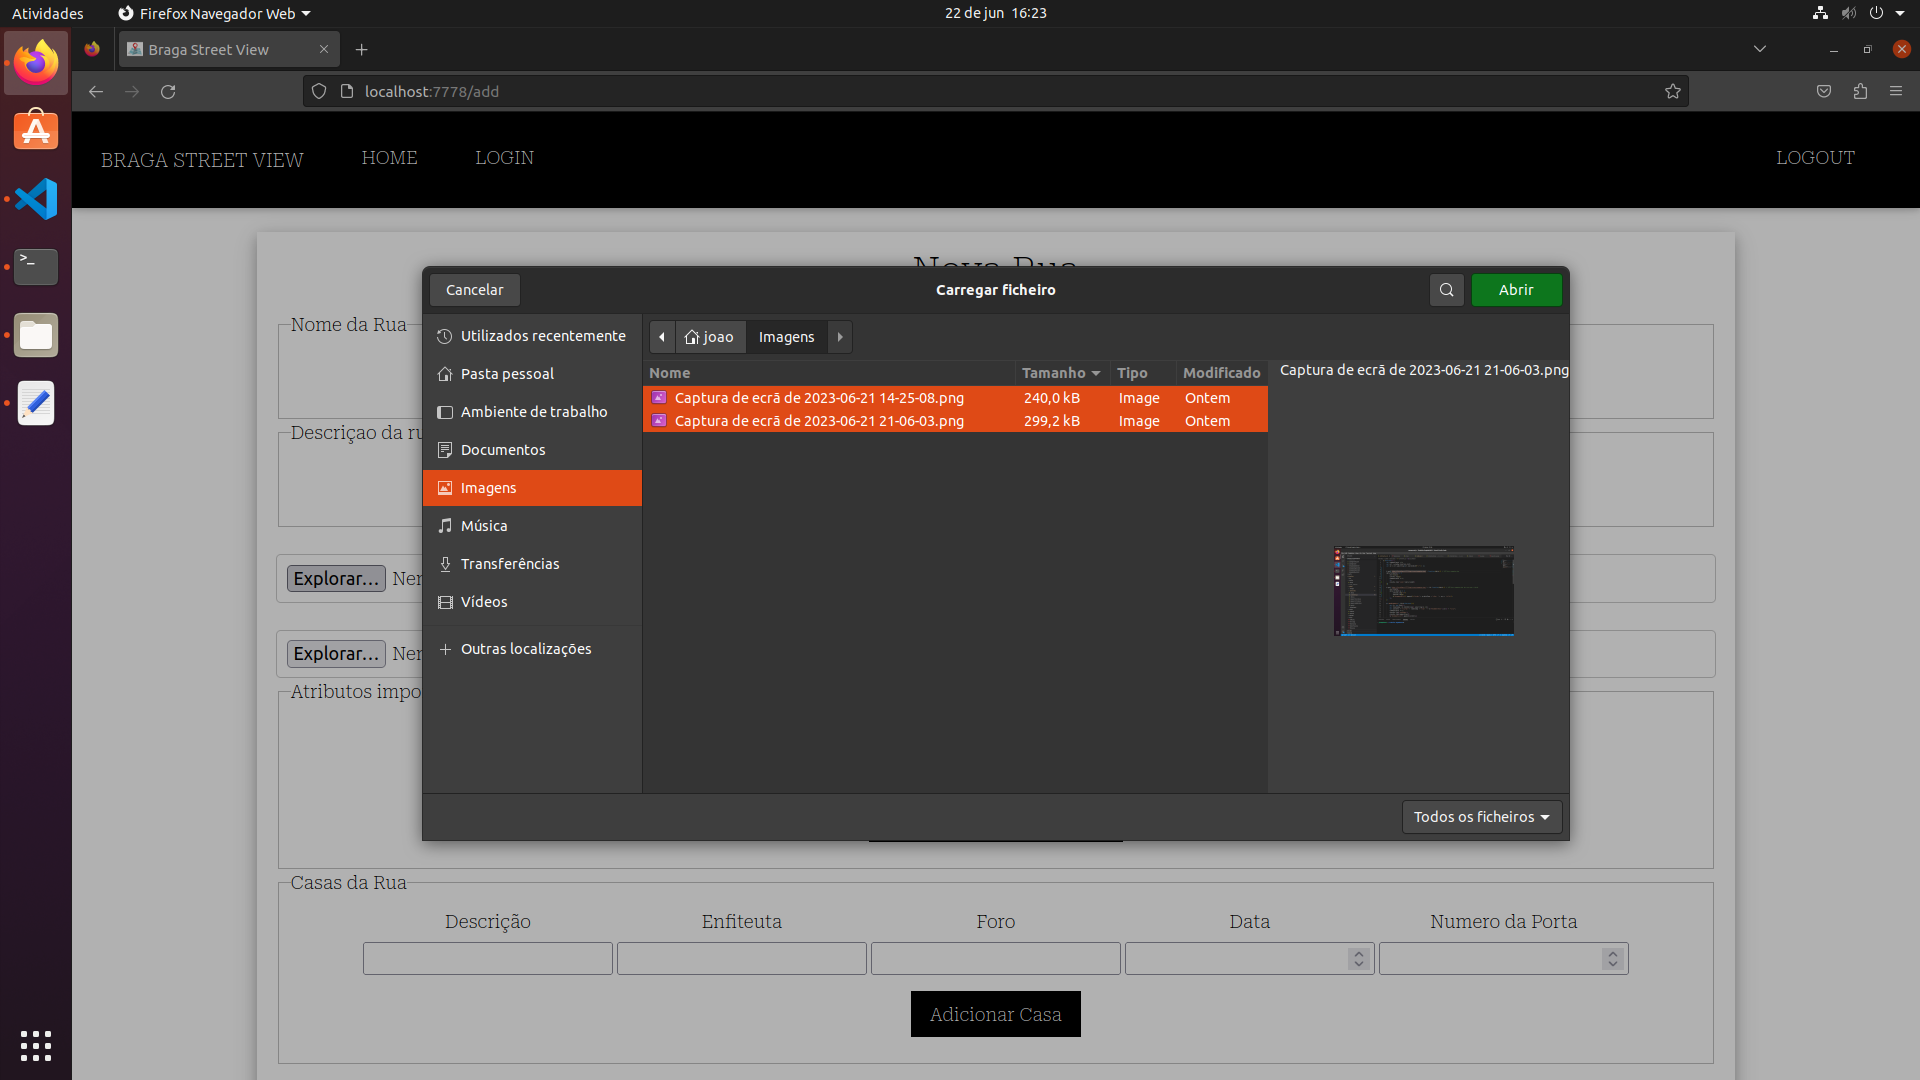 Atividades
Firefox Navegador Web
22 de jun 16:23
Braga Street View
localhost:7778/add
BRAGA STREET VIEW
HOME
LOGIN
LOGOUT
Cancelar
Carregar ficheiro
Abrir
Utilizados recentemente
Pasta pessoal
Ambiente de trabalho
Documentos
Imagens
Música
Transferências
Vídeos
Outras localizações
joao
Imagens
Nome
Tamanho
Tipo
Modificado
Captura de ecrã de 2023-06-21 14-25-08.png 240,0 kB Image Ontem
Captura de ecrã de 2023-06-21 21-06-03.png 299,2 kB Image Ontem
Captura de ecrã de 2023-06-21 21-06-03.png
Todos os ficheiros
Nome da Rua
Descriçao da ru
Explorar... Ner
Explorar... Ner
Atributos impo
Casas da Rua
Descrição
Enfiteuta
Foro
Data
Numero da Porta
Adicionar Casa